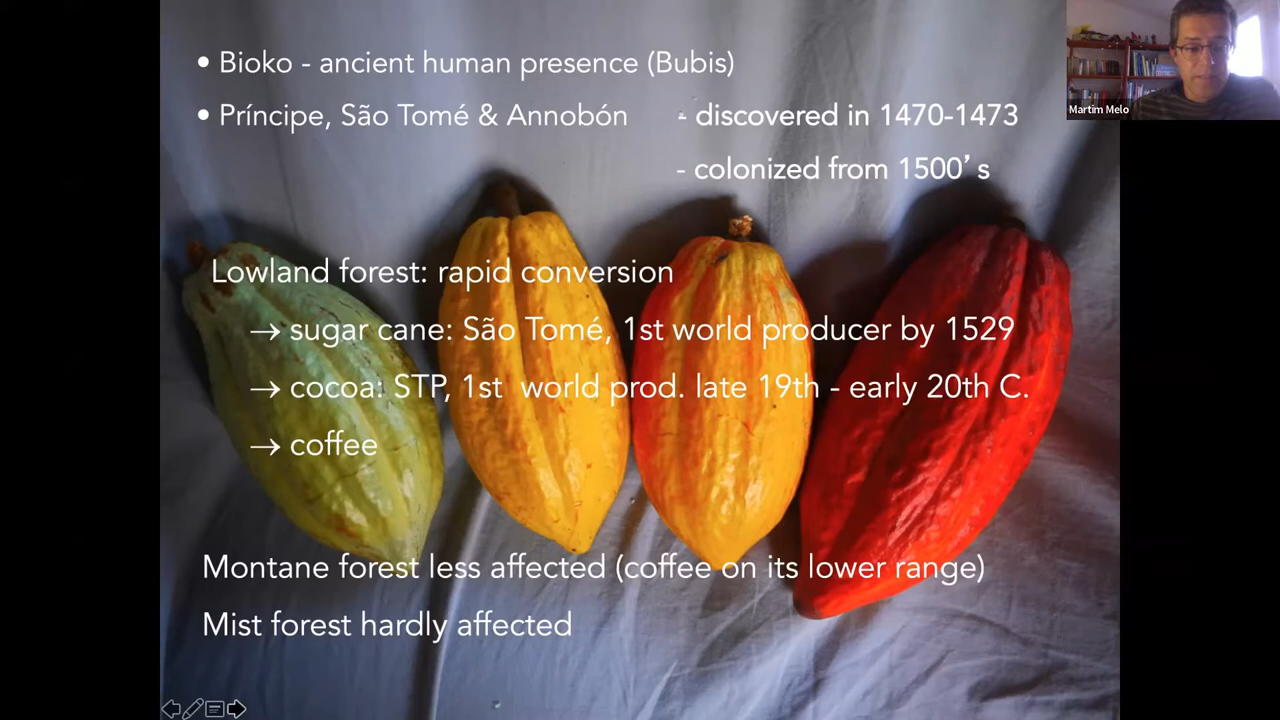 • Bioko - ancient human presence (Bubis)
• Príncipe, São Tomé & Annobón - discovered in 1470-1473
- colonized from 1500’s
Martim Melo
Lowland forest: rapid conversion
→ sugar cane: São Tomé, 1st world producer by 1529
→ cocoa: STP, 1st world prod. late 19th - early 20th C.
→ coffee
Montane forest less affected (coffee on its lower range)
Mist forest hardly affected